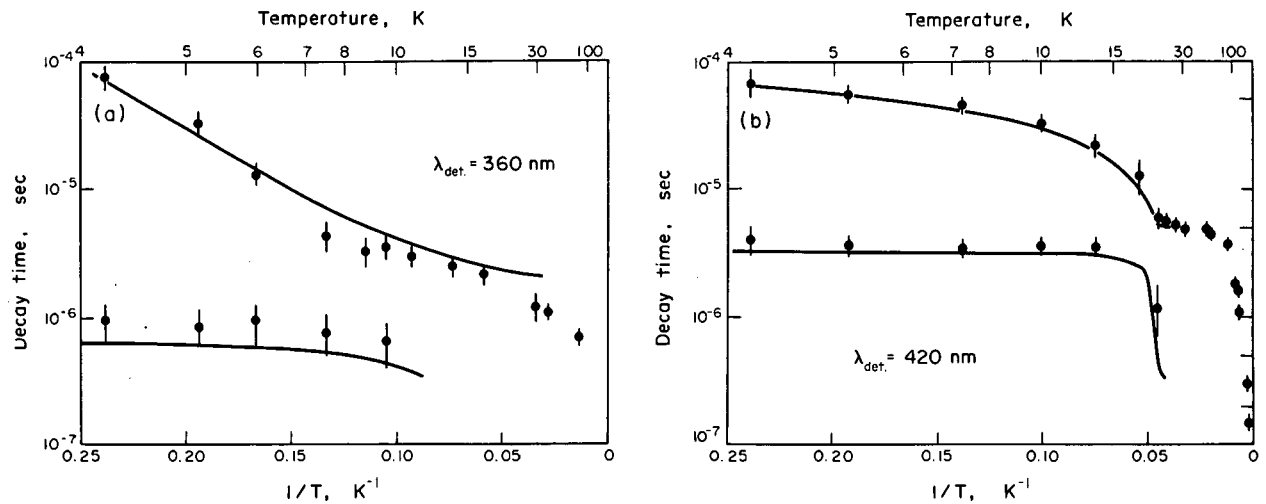 Temperature, K
4 5 6 7 8 10 15 30 100
10⁻⁴
10⁻⁵
10⁻⁶
10⁻⁷
Decay time, sec
(a)
λdet. = 360 nm
0.25 0.20 0.15 0.10 0.05 0
1/T, K⁻¹
Temperature, K
4 5 6 7 8 10 15 30 100
10⁻⁴
10⁻⁵
10⁻⁶
10⁻⁷
Decay time, sec
(b)
λdet. = 420 nm
0.25 0.20 0.15 0.10 0.05 0
1/T, K⁻¹